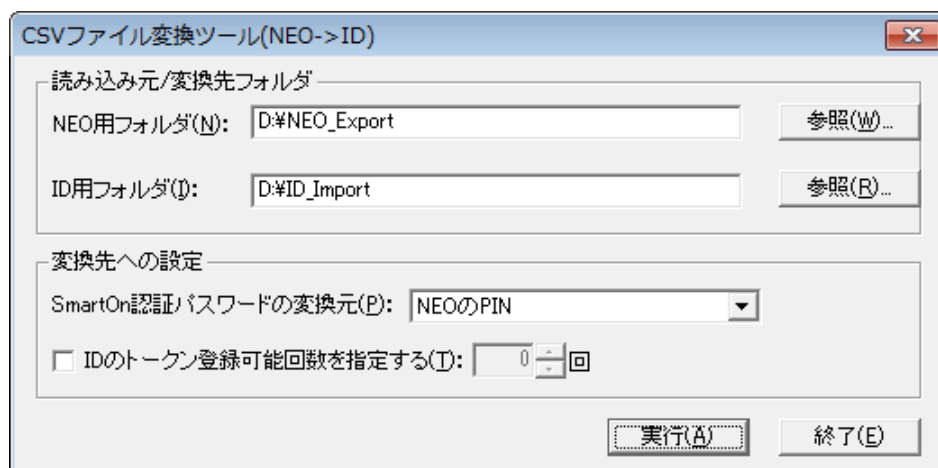 CSVファイル変換ツール(NEO->ID)
読み込み元/変換先フォルダ
NEO用フォルダ(N): D:¥NEO_Export 参照(W)...
ID用フォルダ(I): D:¥ID_Import 参照(R)...
変換先への設定
SmartOn認証パスワードの変換元(P): NEOのPIN
IDのトークン登録可能回数を指定する(T): 0 回
実行(A) 終了(E)